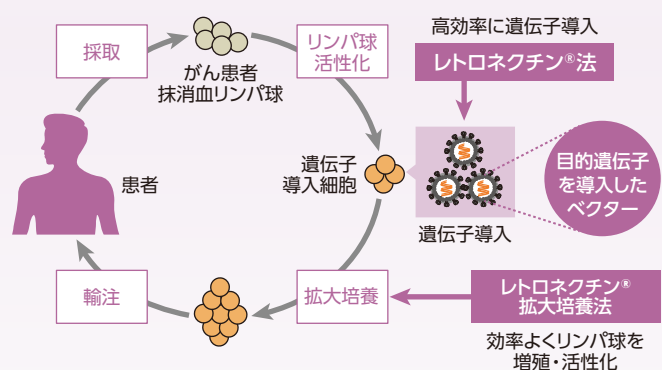 採取
がん患者
抹消血リンパ球
リンパ球
活性化
高効率に遺伝子導入
レトロネクチン®法
患者
遺伝子
導入細胞
遺伝子導入
目的遺伝子
を導入した
ベクター
輸注
拡大培養
レトロネクチン®
拡大培養法
効率よくリンパ球を
増殖・活性化